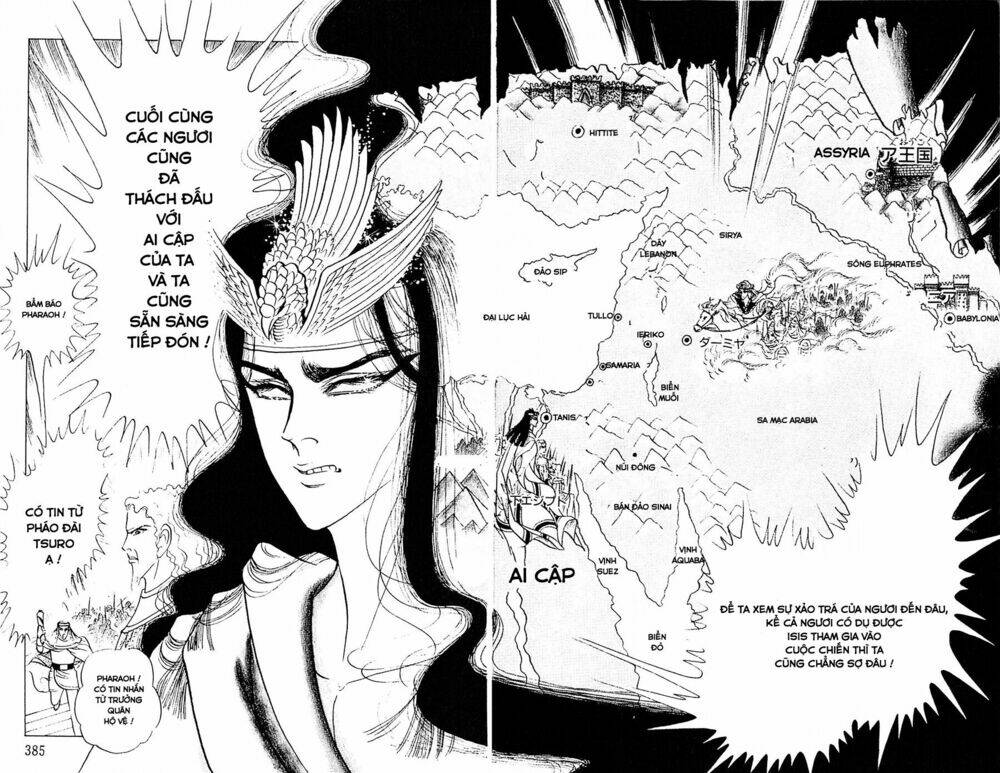 CUỐI CÙNG
CÁC NGƯƠI
CŨNG
ĐÃ
THÁCH ĐẤU
VỚI
AI CẬP
CỦA TA
VÀ TA
CŨNG
SẴN SÀNG
TIẾP ĐÓN !
BẨM BÁO
PHARAOH !
CÓ TIN TỪ
PHÁO ĐÀI
TSURO
Ạ !
PHARAOH !
CÓ TIN NHẮN
TỪ TRƯỞNG
QUÂN
HỘ VỆ !
385
HITTITE
ASSYRIA
ア王国
SIRYA
DÃY
LEBANON
SÔNG EUPHRATES
ĐẢO SIP
ĐẠI LỤC HẢI
TULLO
IERIKO
ダーミヤ
BABYLONIA
SAMARIA
BIỂN
MUỐI
TANIS
SA MẠC ARABIA
NÚI ĐÔNG
BÁN ĐẢO SINAI
VỊNH
SUEZ
VỊNH
AQUABA
AI CẬP
BIỂN
ĐỎ
ĐỂ TA XEM SỰ XẢO TRÁ CỦA NGƯƠI ĐẾN ĐÂU,
KỂ CẢ NGƯƠI CÓ DỤ ĐƯỢC
ISIS THAM GIA VÀO
CUỘC CHIẾN THÌ TA
CŨNG CHẲNG SỢ ĐÂU !